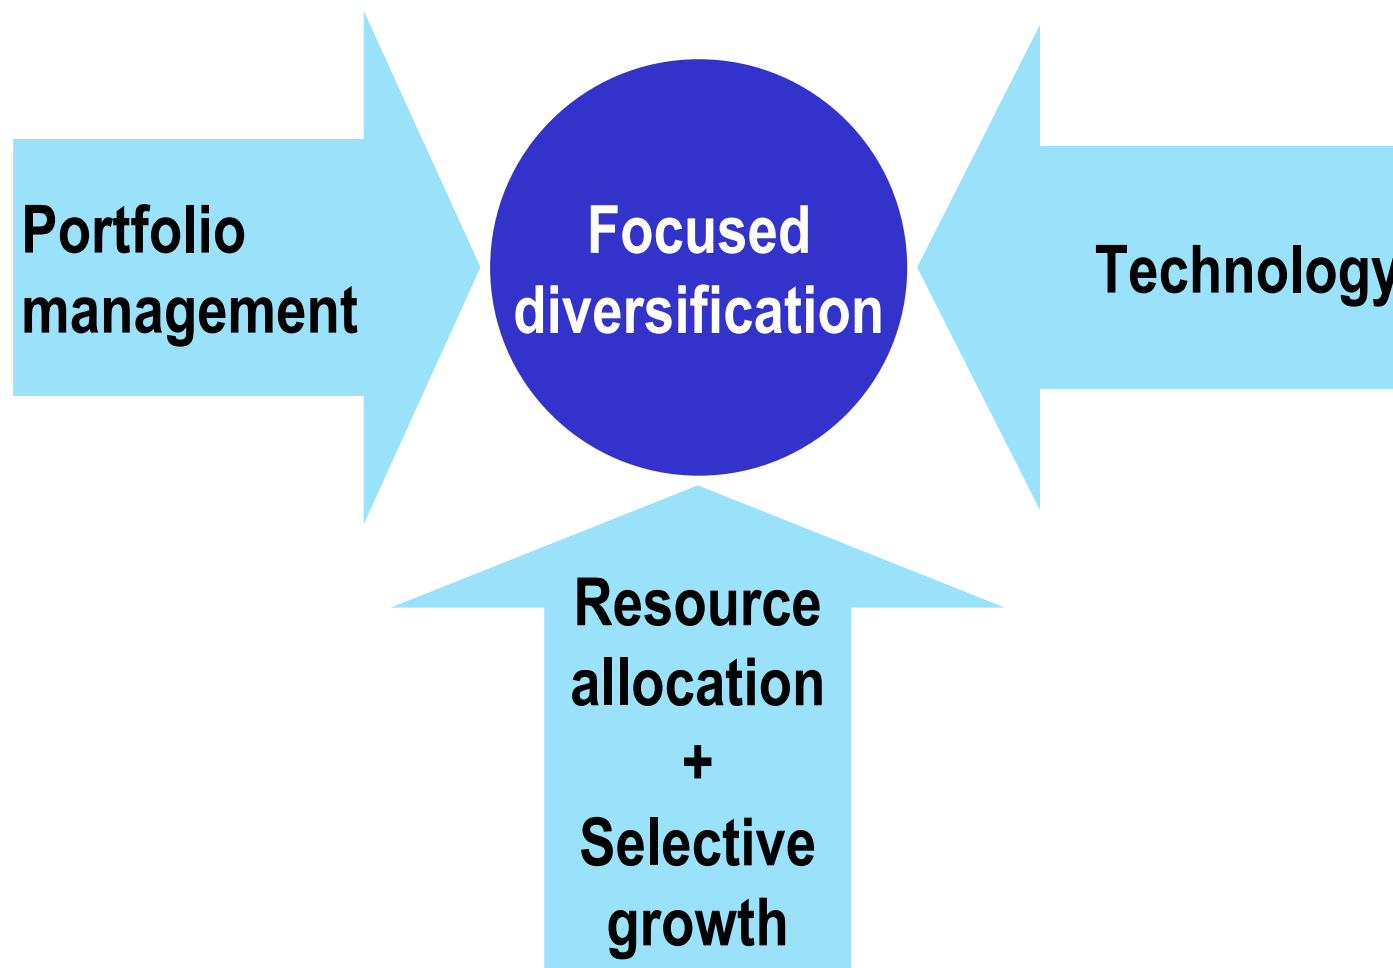 Portfolio
management
Focused
diversification
Technology
Resource
allocation
+
Selective
growth